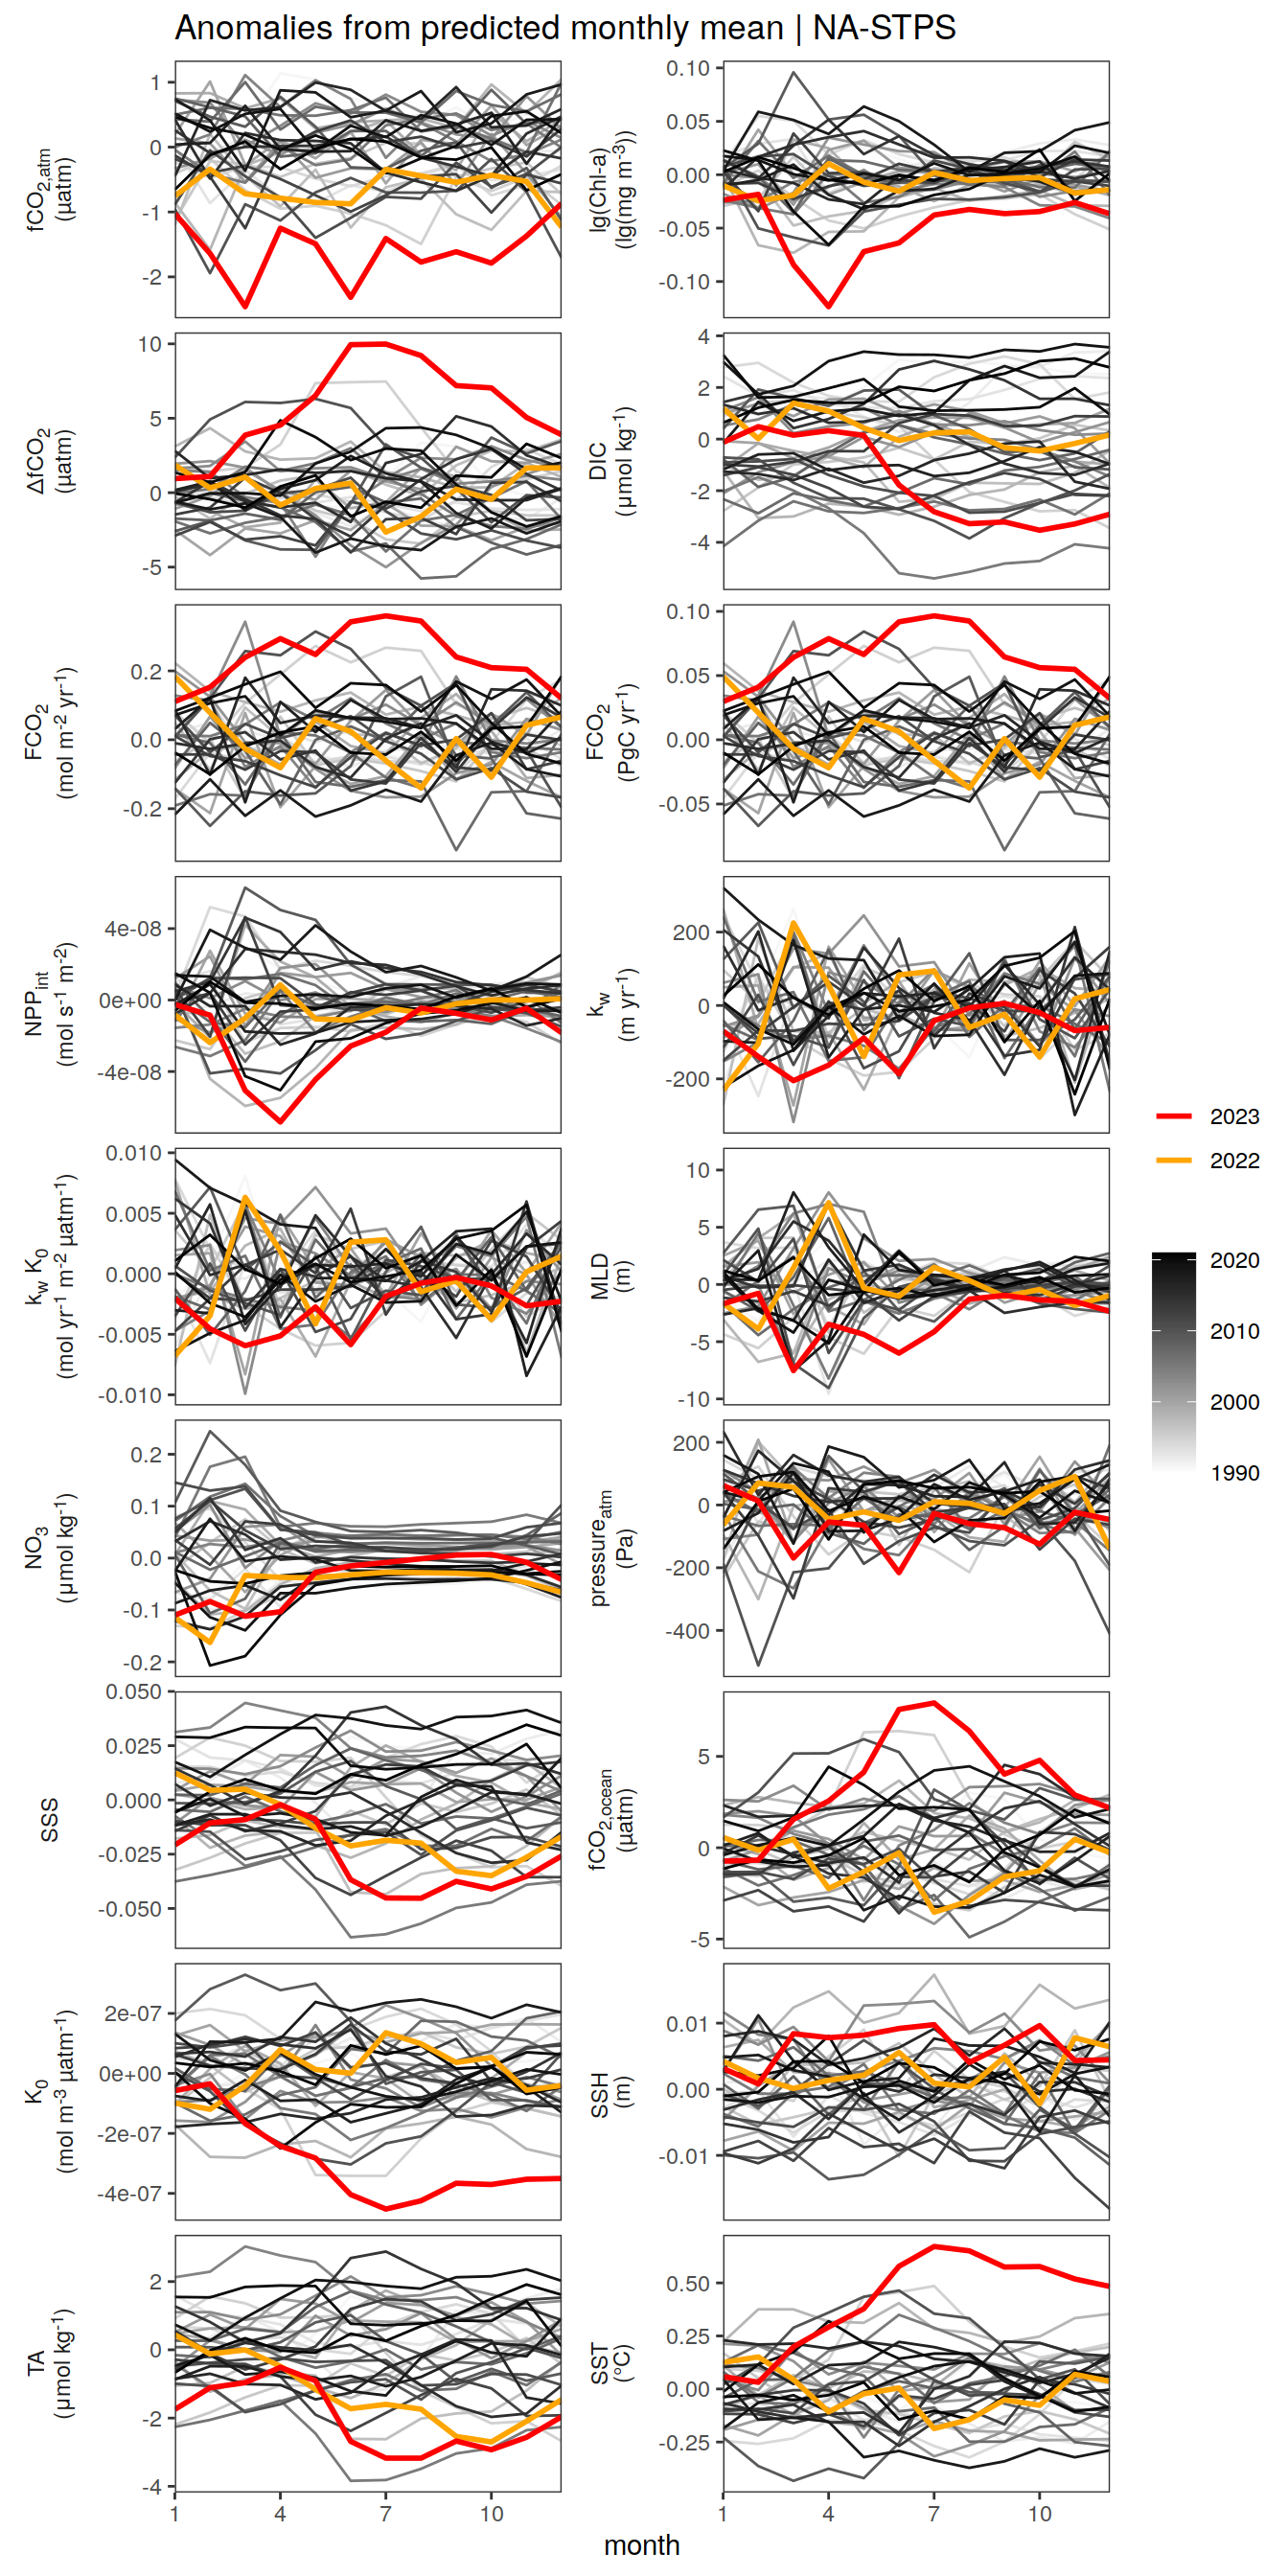 Anomalies from predicted monthly mean | NA-STPS
fCO2,atm
(µatm)
1
0
-1
-2
lg(Chl-a)
(lg(mg m-3))
0.10
0.05
0.00
-0.05
-0.10
ΔfCO2
(µatm)
10
5
0
-5
DIC
(µmol kg-1)
4
2
0
-2
-4
FCO2
(mol m-2 yr-1)
0.2
0.0
-0.2
FCO2
(PgC yr-1)
0.10
0.05
0.00
-0.05
NPPint
(mol s-1 m-2)
4e-08
0e+00
-4e-08
kw
(m yr-1)
200
0
-200
kw K0
(mol yr-1 m-2 µatm-1)
0.010
0.005
0.000
-0.005
-0.010
MLD
(m)
10
5
0
-5
-10
NO3
(µmol kg-1)
0.2
0.1
0.0
-0.1
-0.2
pressureatm
(Pa)
200
0
-200
-400
SSS
0.050
0.025
0.000
-0.025
-0.050
fCO2,ocean
(µatm)
5
0
-5
K0
(mol m-3 µatm-1)
2e-07
0e+00
-2e-07
-4e-07
SSH
(m)
0.01
0.00
-0.01
TA
(µmol kg-1)
2
0
-2
-4
SST
(°C)
0.50
0.25
0.00
-0.25
1 4 7 10
1 4 7 10
month
2023
2022
2020
2010
2000
1990